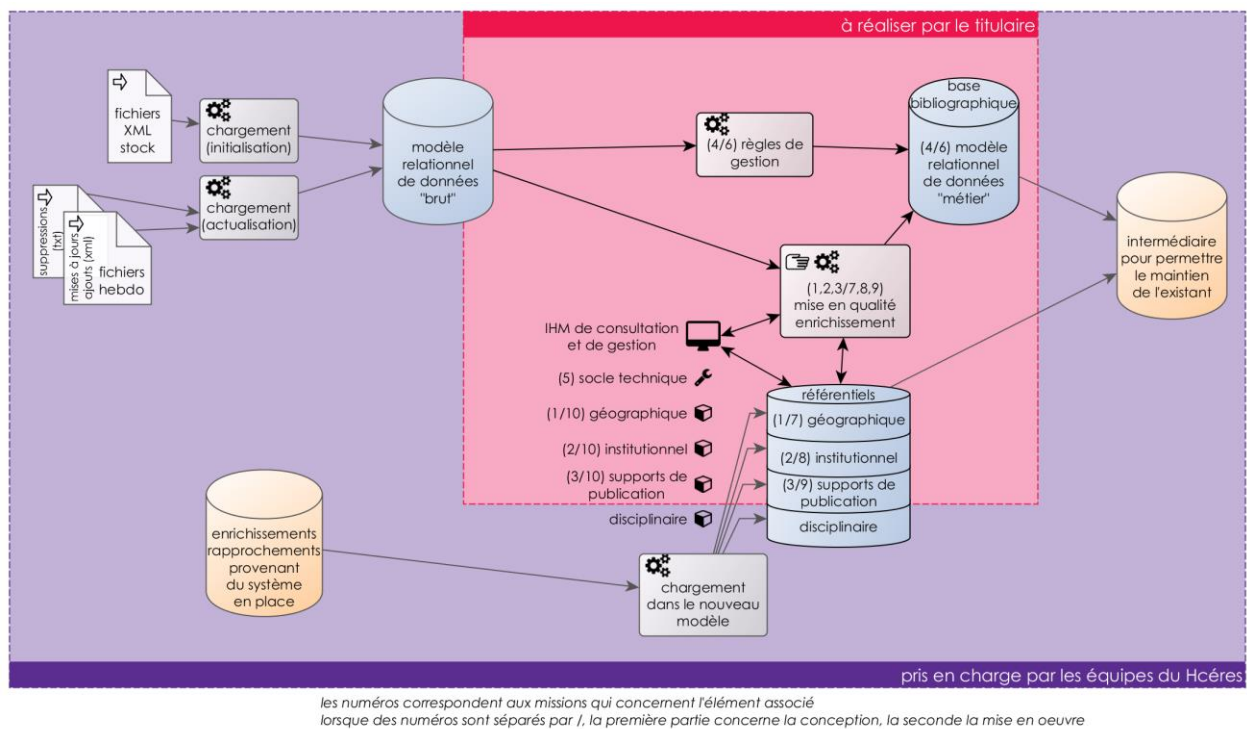 à réaliser par le titulaire
fichiers
XML
stock
chargement
(initialisation)
modèle
relationnel
de données
"brut"
(4/6) règles de
gestion
base
bibliographique
(4/6) modèle
relationnel
de données
"métier"
suppressions
(txt)
mises à jours
ajouts (xml)
fichiers
hebdo
chargement
(actualisation)
intermédiaire
pour permettre
le maintien
de l'existant
(1,2,3/7,8,9)
mise en qualité
enrichissement
IHM de consultation
et de gestion
(5) socle technique
(1/10) géographique
(2/10) institutionnel
(3/10) supports de
publication
disciplinaire
référentiels
(1/7) géographique
(2/8) institutionnel
(3/9) supports de
publication
disciplinaire
enrichissements
rapprochements
provenant
du système
en place
chargement
dans le nouveau
modèle
pris en charge par les équipes du Hcéres
les numéros correspondent aux missions qui concernent l'élément associé
lorsque des numéros sont séparés par /, la première partie concerne la conception, la seconde la mise en oeuvre